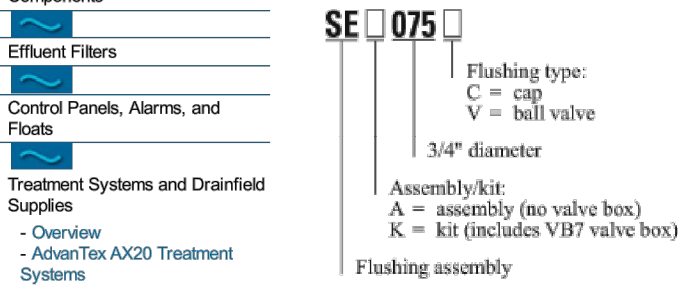 Components
Effluent Filters
Control Panels, Alarms, and
Floats
Treatment Systems and Drainfield
Supplies
- Overview
- AdvanTex AX20 Treatment
Systems
SE 075
Flushing type:
C = cap
V = ball valve
3/4" diameter
Assembly/kit:
A = assembly (no valve box)
K = kit (includes VB7 valve box)
Flushing assembly